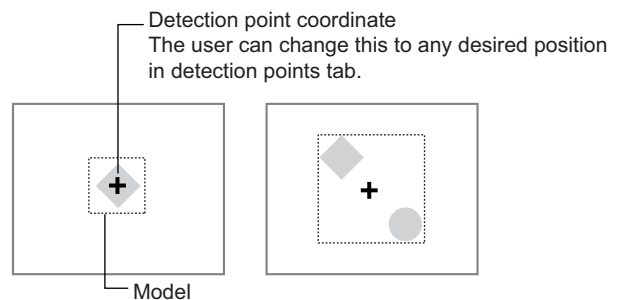 Detection point coordinate
The user can change this to any desired position
in detection points tab.
Model